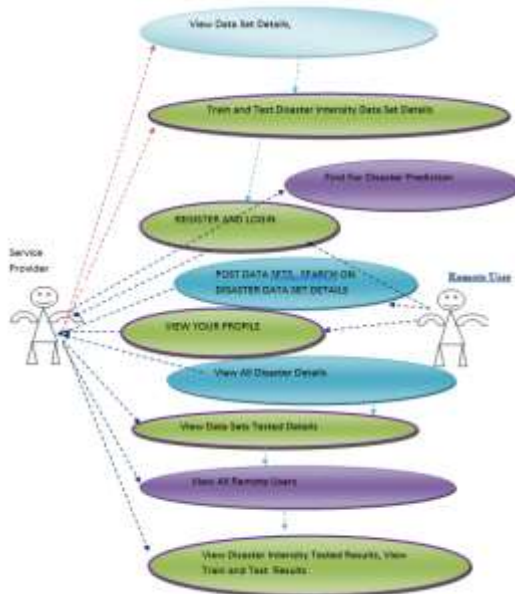 View Data Set Details,
Train and Test Disaster Intensity Data Set Details
Find For Disaster Prediction
REGISTER AND LOGIN
Service
Provider
POST DATA SETS, SEARCH ON
DISASTER DATA SET DETAILS
Remote User
VIEW YOUR PROFILE
View All Disaster Details
View Data Sets Tested Details
View All Remote Users
View Disaster Intensity Tested Results, View
Train and Test Results